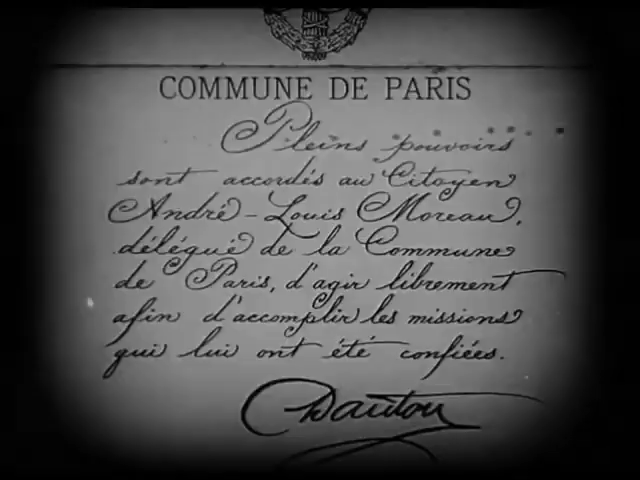 COMMUNE DE PARIS
Pleins pouvoirs
sont accordés au Citoyen
André-Louis Moreau,
délégué de la Commune
de Paris, d'agir librement
afin d'accomplir les missions
qui lui ont été confiées.
Danton